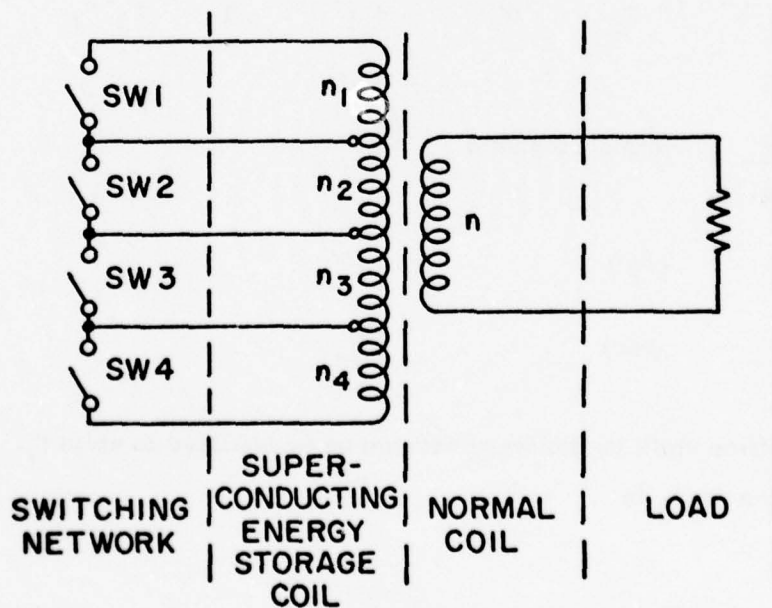 SW1
SW2
SW3
SW4
n1
n2
n3
n4
n
SWITCHING
NETWORK
SUPER-
CONDUCTING
ENERGY
STORAGE
COIL
NORMAL
COIL
LOAD